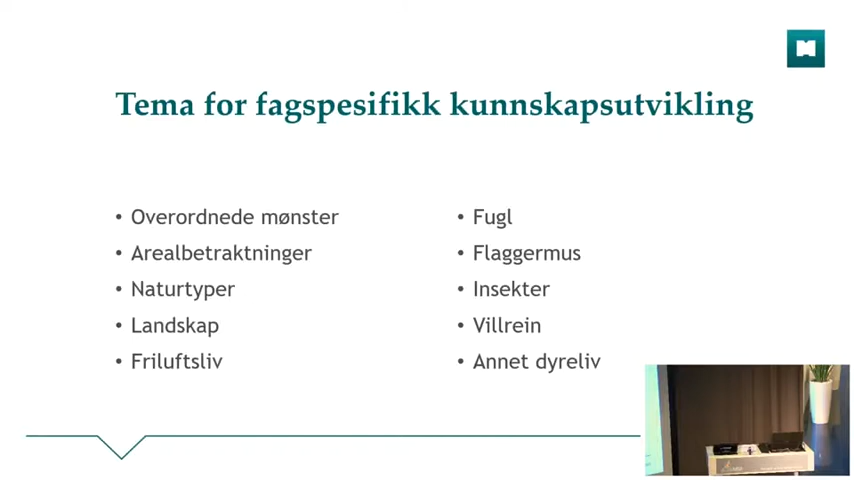 Tema for fagspesifikk kunnskapsutvikling
• Overordnede mønster
• Arealbetraktninger
• Naturtyper
• Landskap
• Friluftsliv
• Fugl
• Flaggermus
• Insekter
• Villrein
• Annet dyreliv